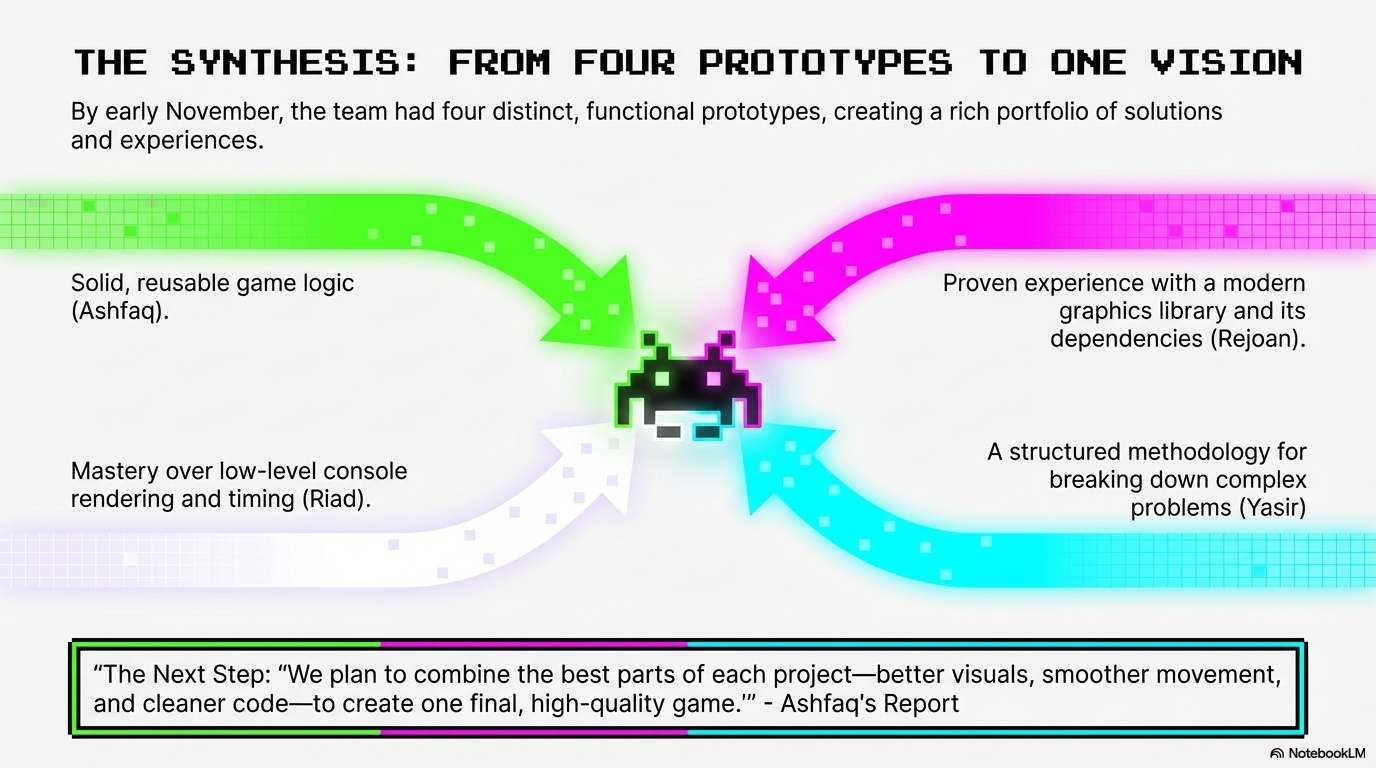 THE SYNTHESIS: FROM FOUR PROTOTYPES TO ONE VISION
By early November, the team had four distinct, functional prototypes, creating a rich portfolio of solutions
and experiences.
Solid, reusable game logic
(Ashfaq).
Proven experience with a modern
graphics library and its
dependencies (Rejoan).
Mastery over low-level console
rendering and timing (Riad).
A structured methodology for
breaking down complex
problems (Yasir)
“The Next Step: “We plan to combine the best parts of each project—better visuals, smoother movement,
and cleaner code—to create one final, high-quality game.’” - Ashfaq's Report
NotebookLM